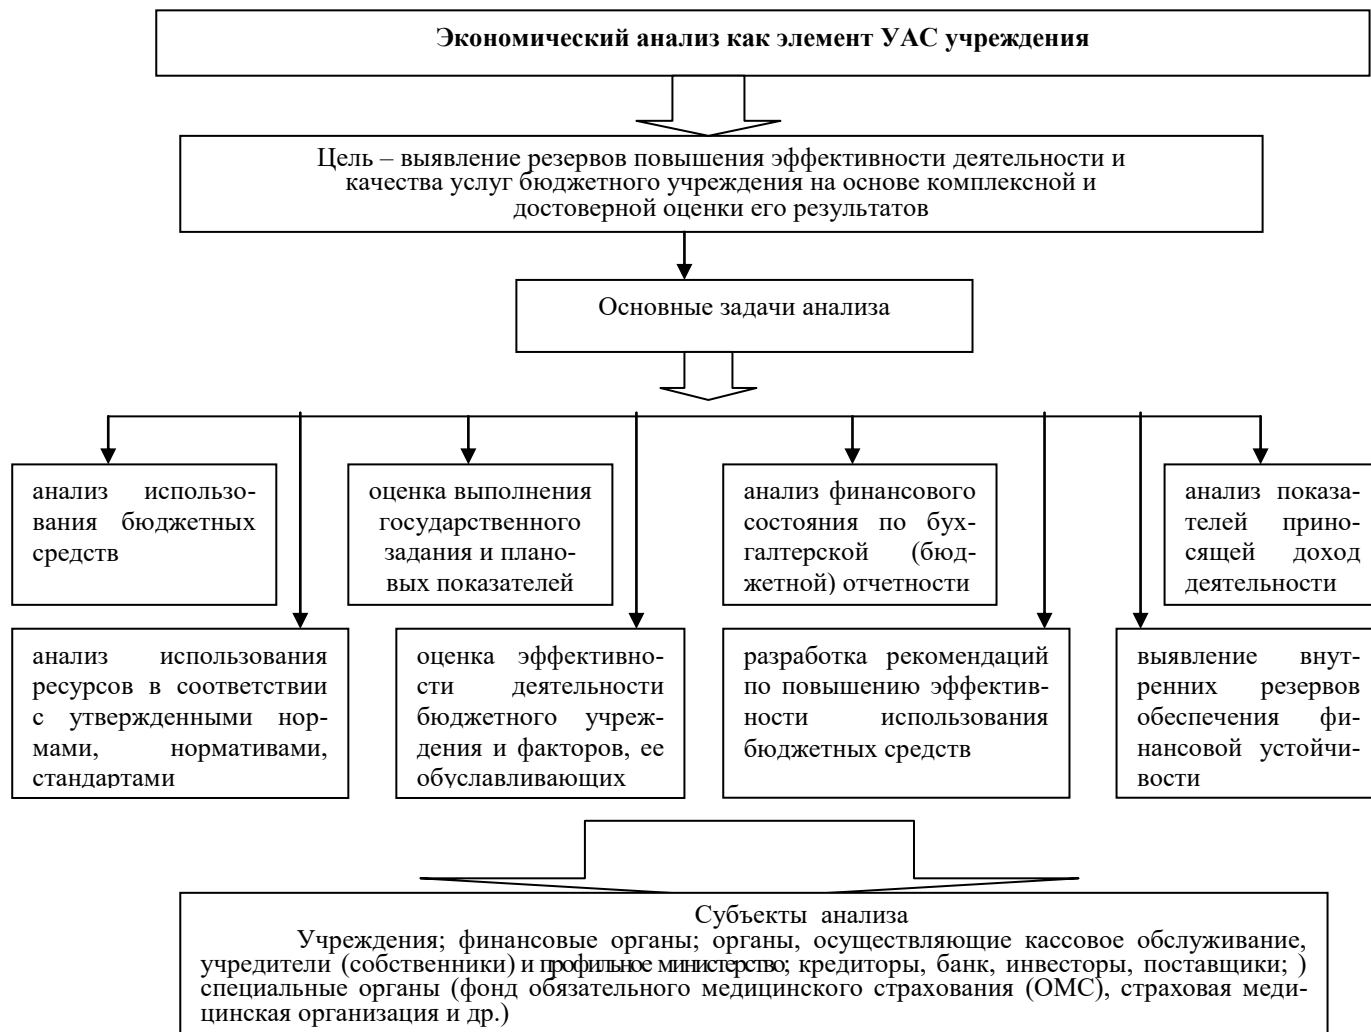 Экономический анализ как элемент УАС учреждения
Цель – выявление резервов повышения эффективности деятельности и
качества услуг бюджетного учреждения на основе комплексной и
достоверной оценки его результатов
Основные задачи анализа
анализ использо-
вания бюджетных
средств
оценка выполнения
государственного
задания и плано-
вых показателей
анализ финансового
состояния по бух-
галтерской (бюд-
жетной) отчетности
анализ показа-
телей прино-
сящей доход
деятельности
анализ использования
ресурсов в соответствии
с утвержденными нор-
мами, нормативами,
стандартами
оценка эффективно-
сти деятельности
бюджетного учреж-
дения и факторов, ее
обуславливающих
разработка рекомендаций
по повышению эффектив-
ности использования
бюджетных средств
выявление внут-
ренних резервов
обеспечения фи-
нансовой устойчи-
вости
Субъекты анализа
Учреждения; финансовые органы; органы, осуществляющие кассовое обслуживание,
учредители (собственники) и профильное министерство; кредиторы, банк, инвесторы, поставщики; )
специальные органы (фонд обязательного медицинского страхования (ОМС), страховая меди-
цинская организация и др.)